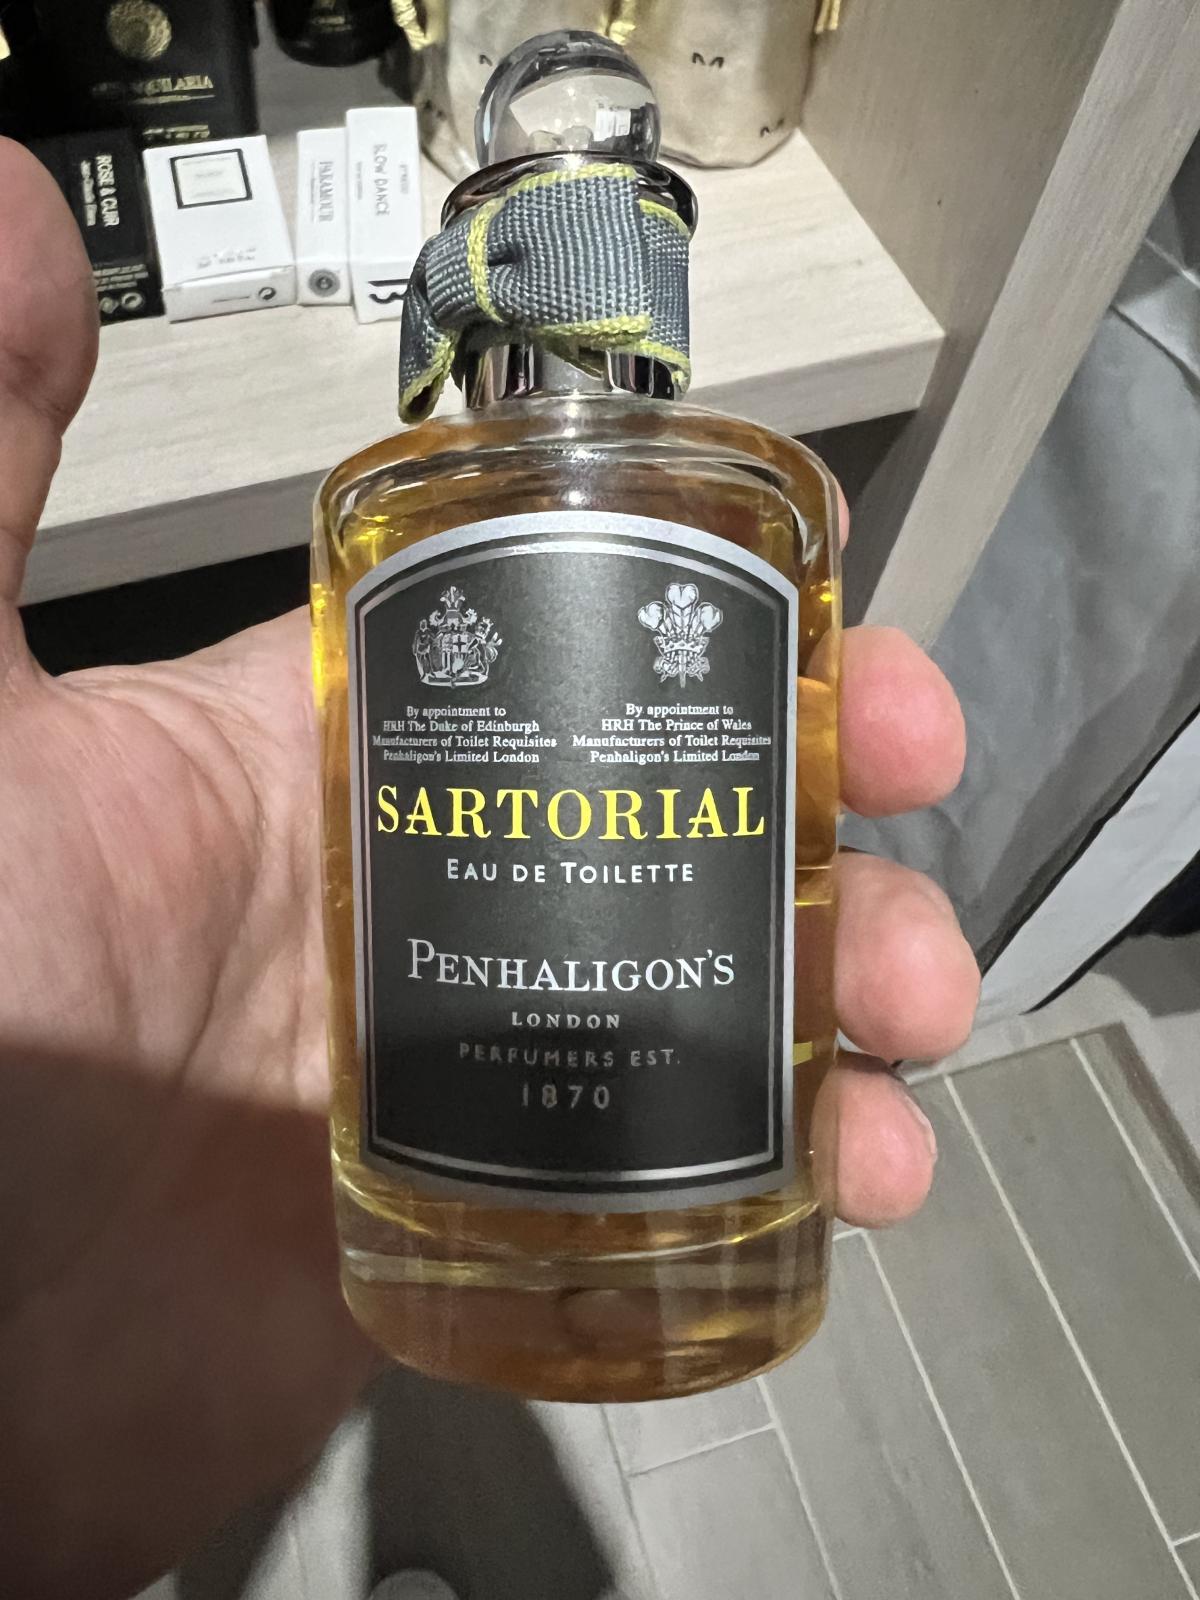 ROSE & CUIR
PARAMOUR
SLOW DANCE
By appointment to
HRH The Duke of Edinburgh
Manufacturers of Toilet Requisites
Penhaligon's Limited London
By appointment to
HRH The Prince of Wales
Manufacturers of Toilet Requisites
Penhaligon's Limited London
SARTORIAL
EAU DE TOILETTE
PENHALIGON'S
LONDON
PERFUMERS EST.
1870